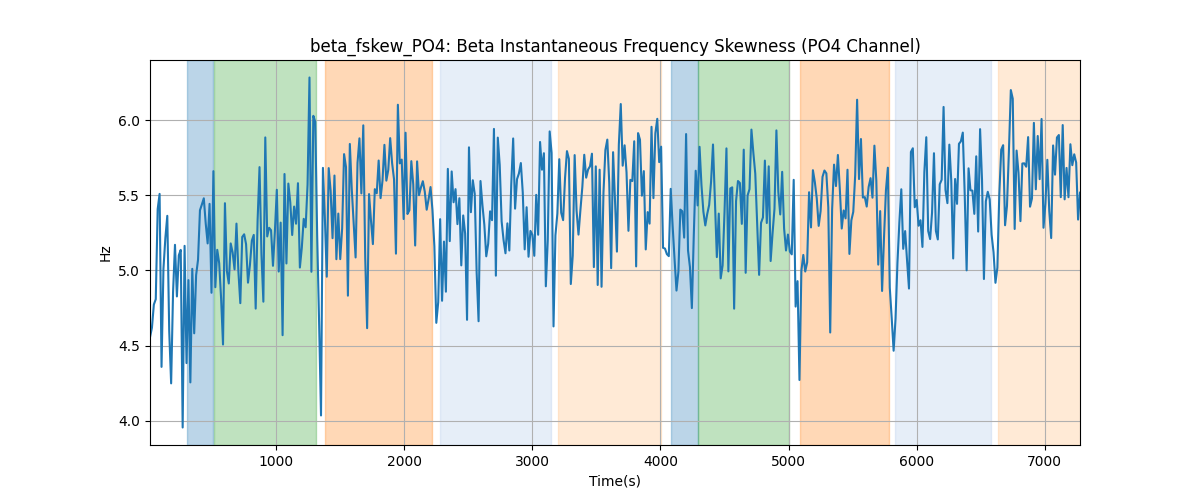 beta_fskew_PO4: Beta Instantaneous Frequency Skewness (PO4 Channel)
6.0
5.5
5.0
4.5
4.0
Hz
1000 2000 3000 4000 5000 6000 7000
Time(s)